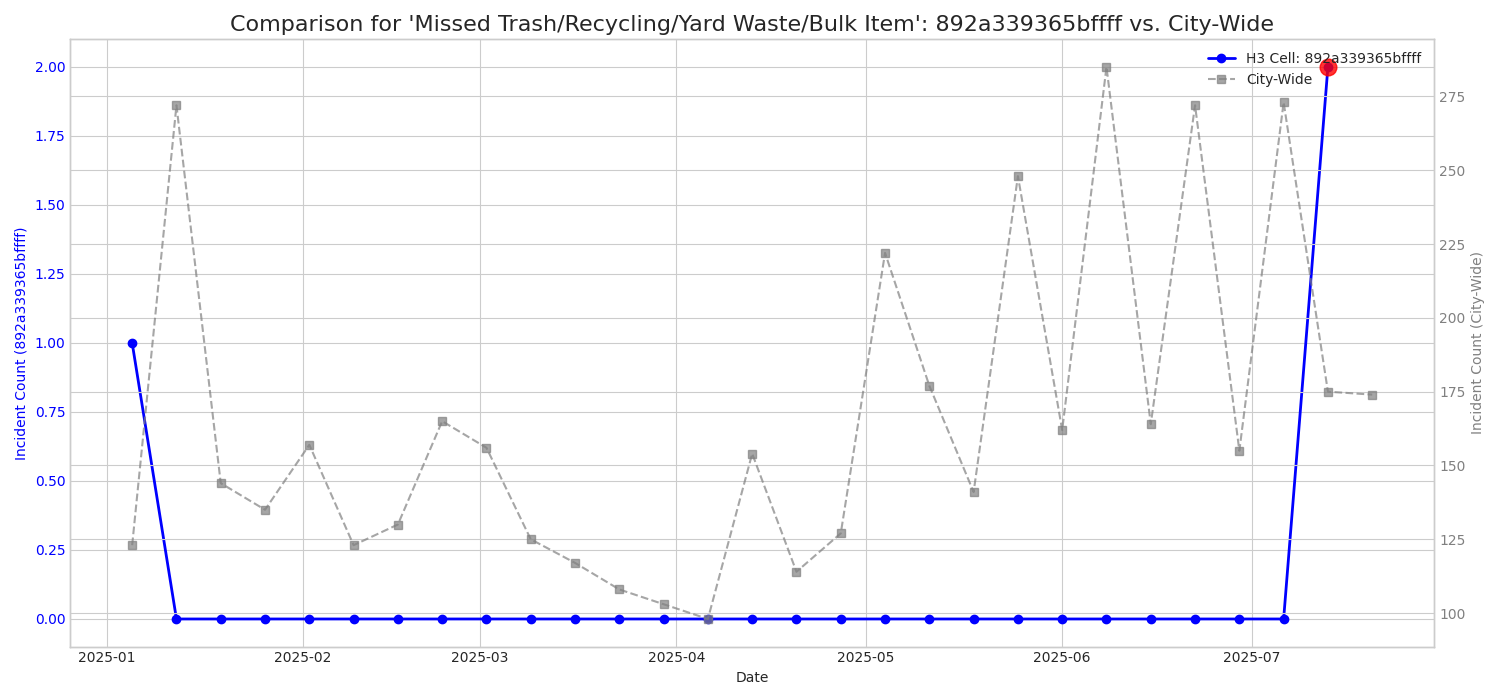 Comparison for 'Missed Trash/Recycling/Yard Waste/Bulk Item': 892a339365bffff vs. City-Wide
H3 Cell: 892a339365bffff
City-Wide
Incident Count (892a339365bffff)
2.00
1.75
1.50
1.25
1.00
0.75
0.50
0.25
0.00
275
250
225
200
175
150
125
100
Incident Count (City-Wide)
2025-01 2025-02 2025-03 2025-04 2025-05 2025-06 2025-07
Date